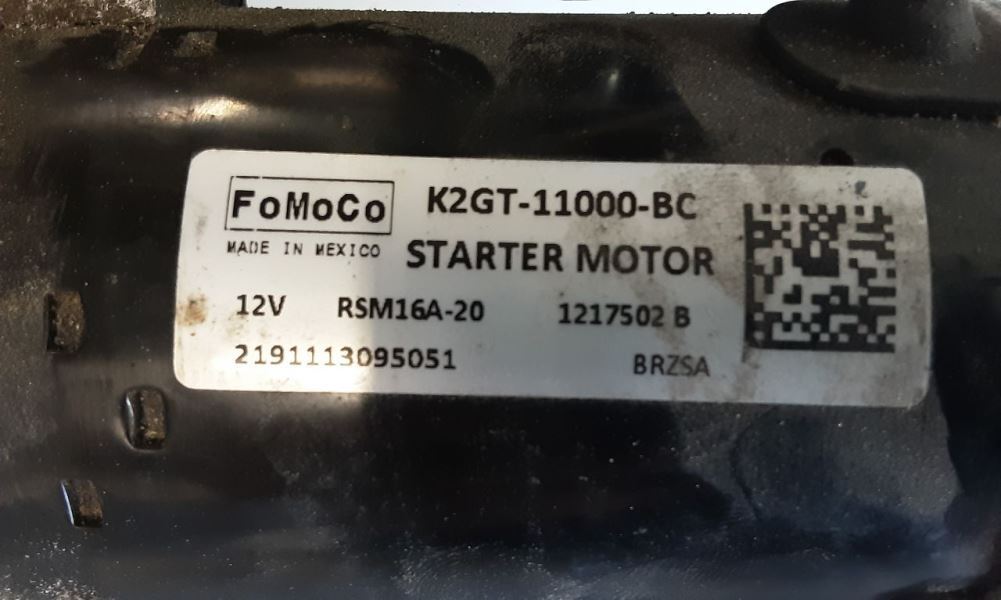 FoMoCo K2GT-11000-BC
MADE IN MEXICO STARTER MOTOR
12V RSM16A-20 1217502 B
2191113095051 BRZSA